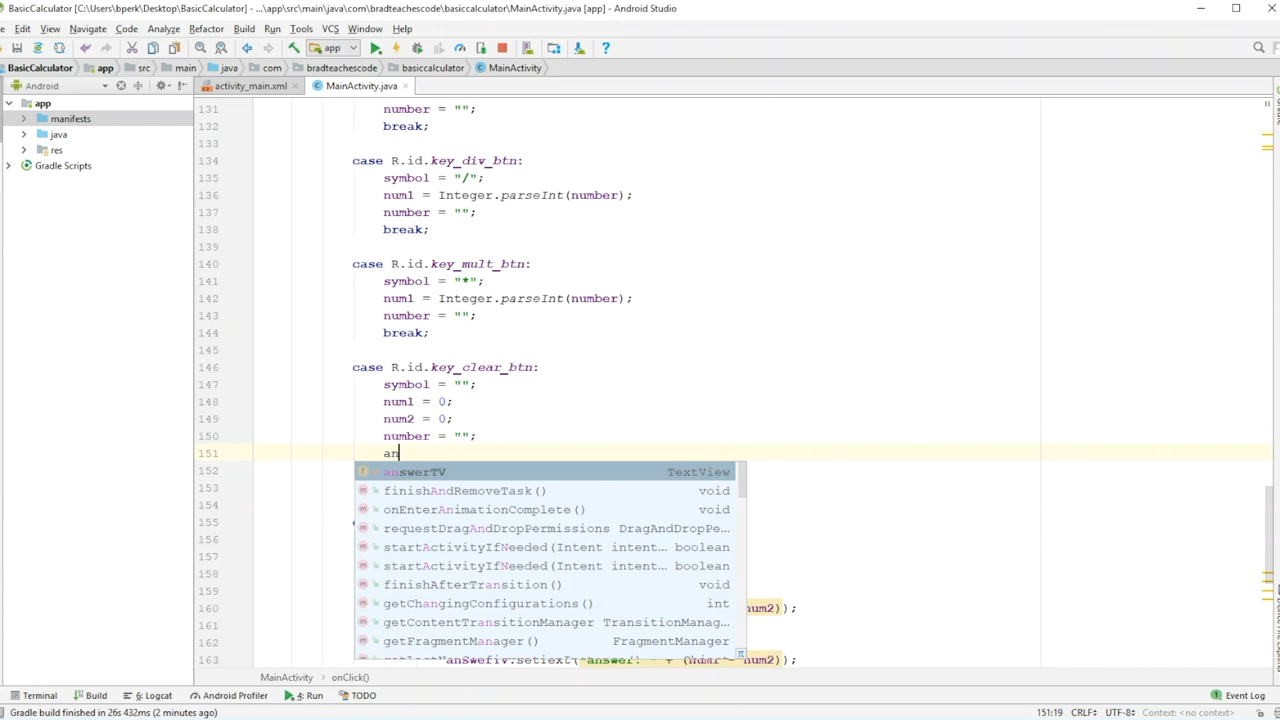 BasicCalculator [C:\Users\bperk\Desktop\BasicCalculator] - ...\app\src\main\java\com\bradteachescode\basiccalculator\MainActivity.java [app] - Android Studio
Edit View Navigate Code Analyze Refactor Build Run Tools VCS Window Help
app
BasicCalculator app src main java com bradteachescode basiccalculator MainActivity
Android activity_main.xml MainActivity.java
app
manifests
java
res
Gradle Scripts
131 number = "";
132 break;
133
134 case R.id.key_div_btn:
135 symbol = "/";
136 num1 = Integer.parseInt(number);
137 number = "";
138 break;
139
140 case R.id.key_mult_btn:
141 symbol = "*";
142 num1 = Integer.parseInt(number);
143 number = "";
144 break;
145
146 case R.id.key_clear_btn:
147 symbol = "";
148 num1 = 0;
149 num2 = 0;
150 number = "";
151 an
152 answerTV TextView
153 finishAndRemoveTask() void
154 onEnterAnimationComplete() void
155 requestDragAndDropPermissions DragAndDropPe...
156 startActivityIfNeeded(Intent intent... boolean
157 startActivityIfNeeded(Intent intent... boolean
158 finishAfterTransition() void
159 getChangingConfigurations() int
160 num2));
161 getContentTransitionManager TransitionManag...
162 getFragmentManager() FragmentManager
163 num2));
MainActivity onClick()
Terminal Build 6: Logcat Android Profiler 4: Run TODO Event Log
Gradle build finished in 26s 432ms (2 minutes ago) 151:19 CRLF UTF-8 Context: <no context>